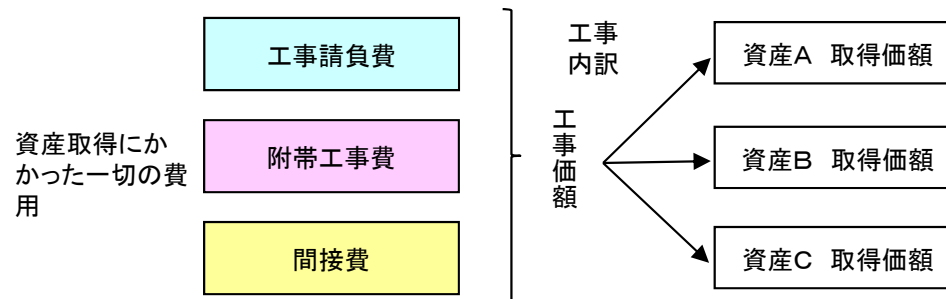 資産取得にか
かった一切の費
用
工事請負費
附帯工事費
間接費
工事価額
工事
内訳
資産A　取得価額
資産B　取得価額
資産C　取得価額